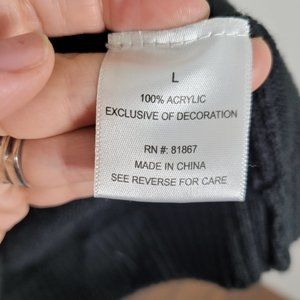 L
100% ACRYLIC
EXCLUSIVE OF DECORATION
RN #: 81867
MADE IN CHINA
SEE REVERSE FOR CARE